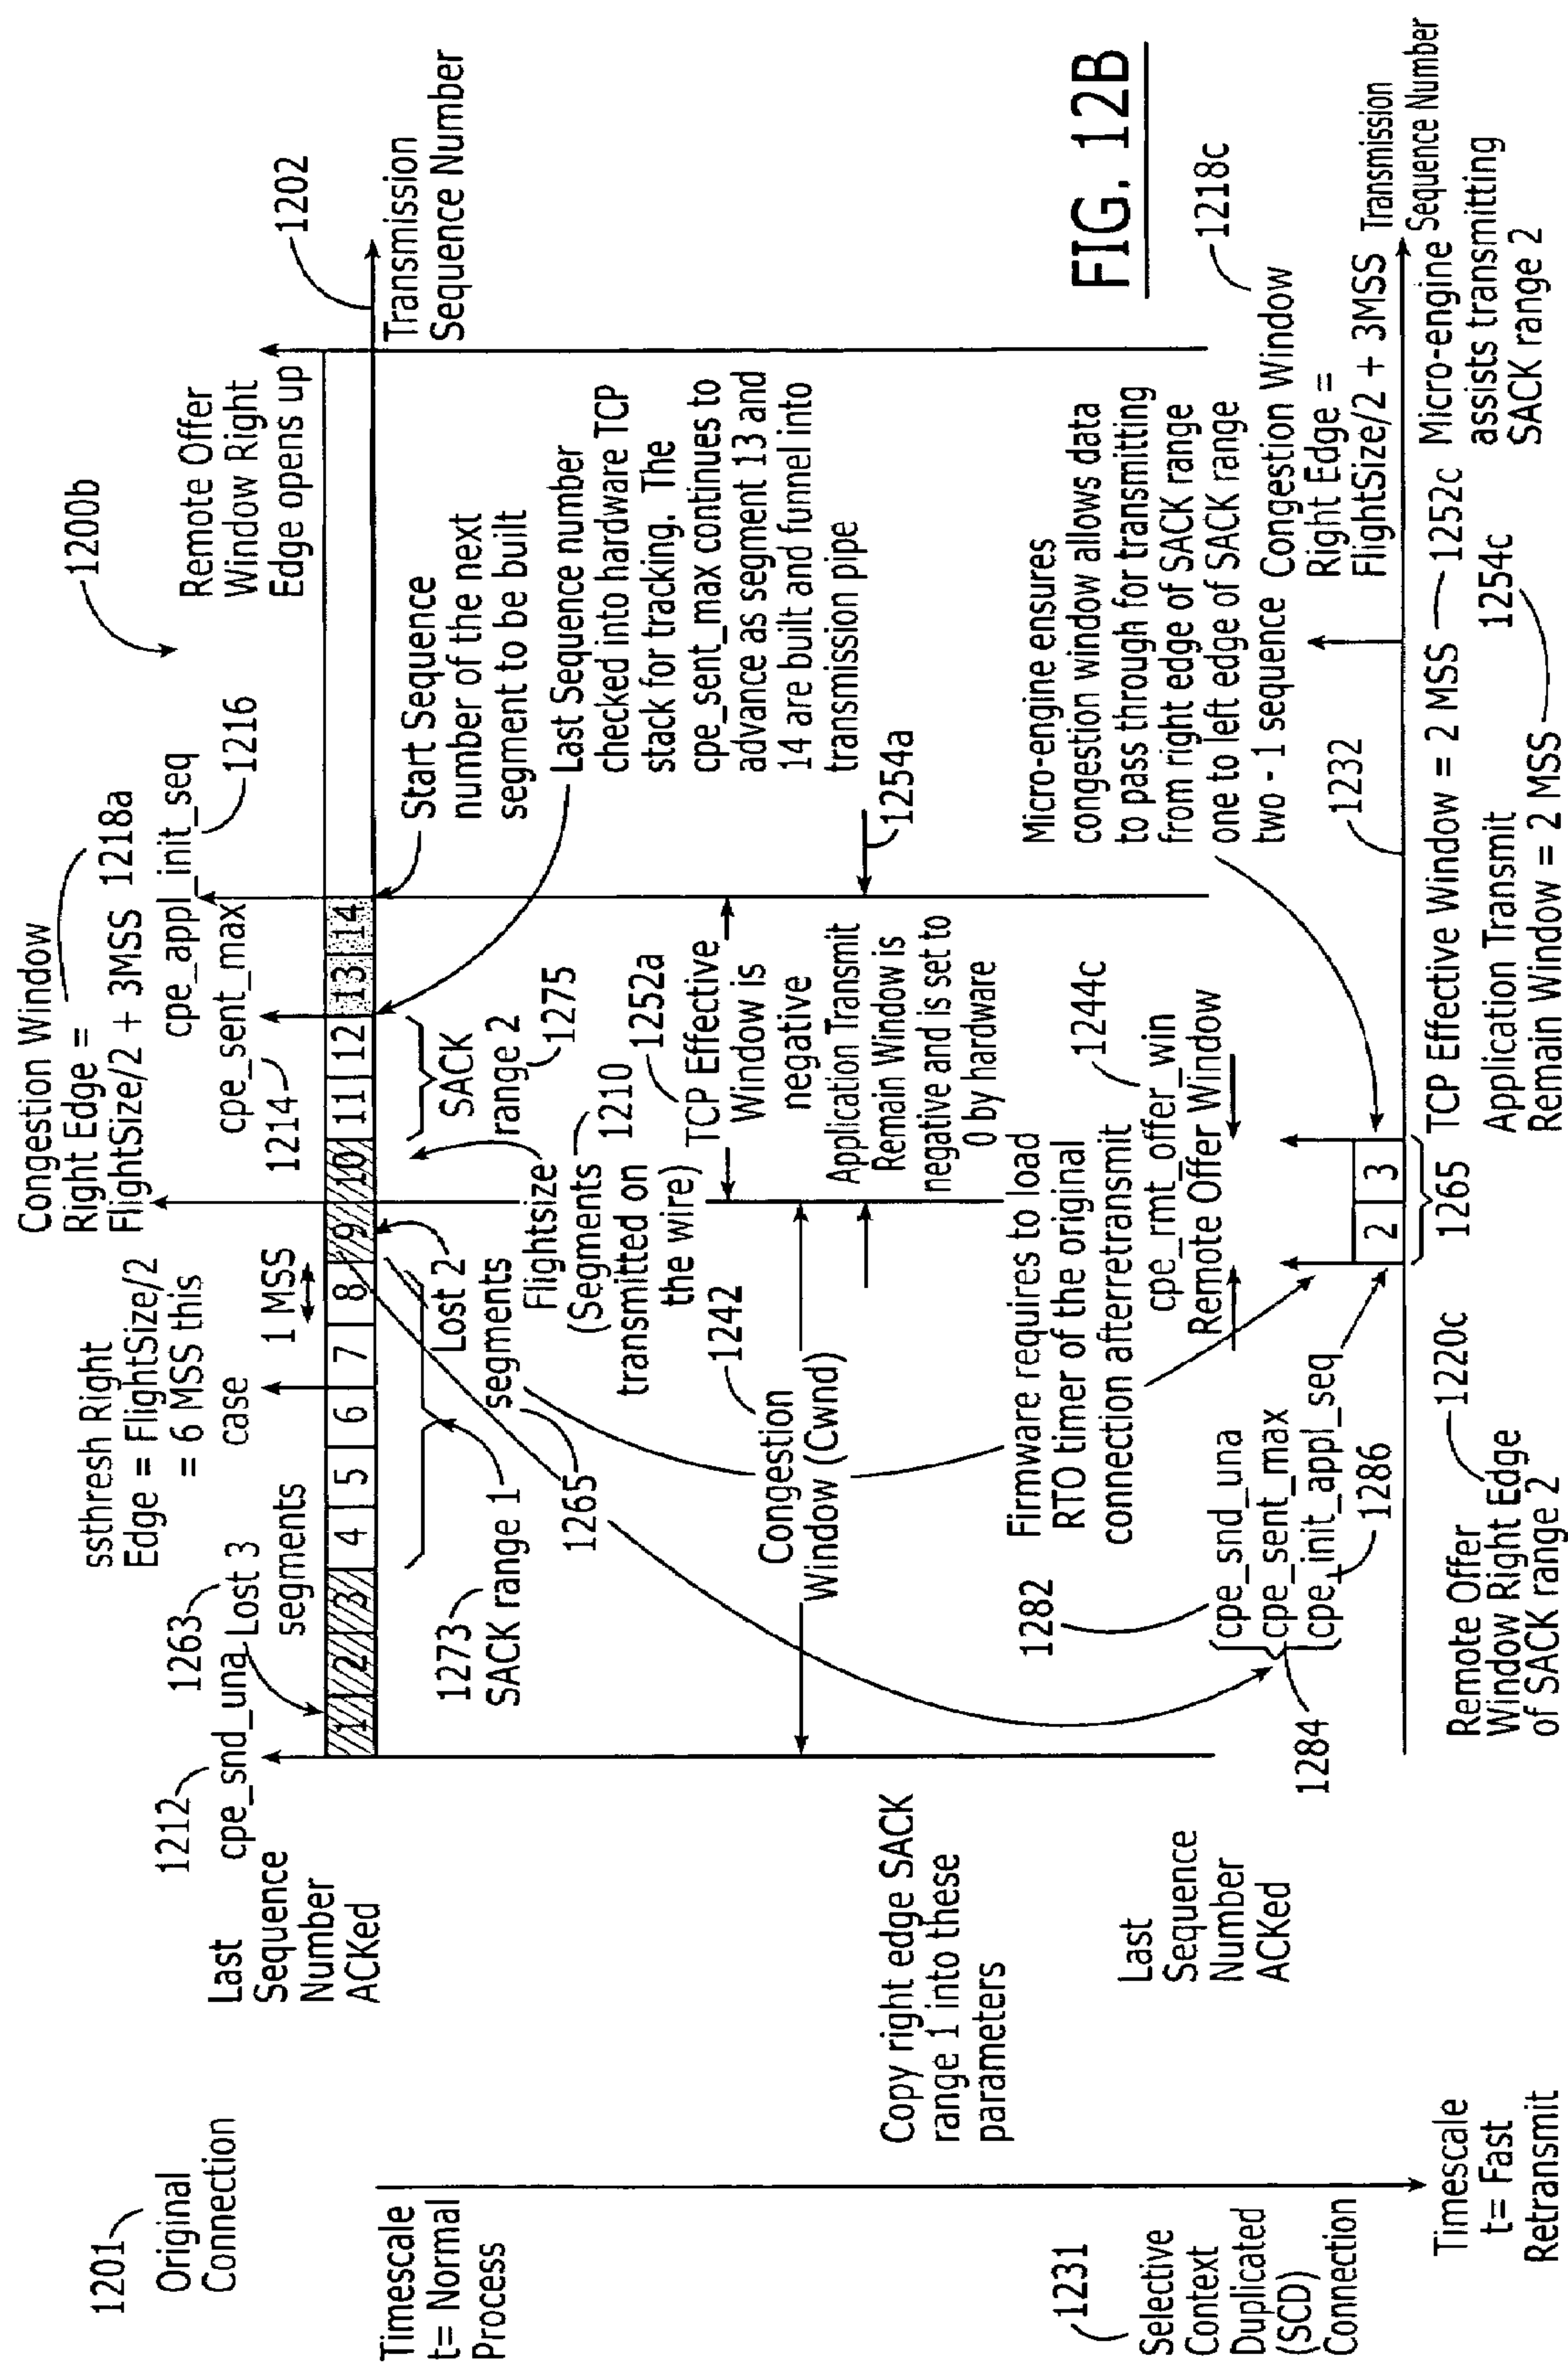 1201
Original
Connection
Timescale
t= Normal
Process
1231
Selective
Context
Duplicated
(SCD)
Connection
Timescale
t= Fast
Retransmit
1212
cpe_snd_una
Last
Sequence
Number
ACKed
1263
Lost 3
segments
ssthresh Right
Edge = FlightSize/2
= 6 MSS this
case
1 MSS
Congestion Window
Right Edge =
FlightSize/2 + 3MSS
1218a
cpe_appl_init_seq
1216
cpe_sent_max
1214
1200b
Remote Offer
Window Right
Edge opens up
1202
Transmission
Sequence Number
1 2 3 4 5 6 7 8 9 10 11 12 13 14
1273
SACK range 1
Lost 2
segments
1265
SACK
range 2
1275
Flightsize
(Segments
transmitted on
the wire)
1210
Start Sequence
number of the next
segment to be built
Last Sequence number
checked into hardware TCP
stack for tracking. The
cpe_sent_max continues to
advance as segment 13 and
14 are built and funnel into
transmission pipe
1242
Congestion
Window (Cwnd)
1252a
TCP Effective
Window is
negative
Application Transmit
Remain Window is
negative and is set to
0 by hardware
1254a
Copy right edge SACK
range 1 into these
parameters
Firmware requires to load
RTO timer of the original
connection afterretransmit
1244c
cpe_rmt_offer_win
Remote Offer Window
Micro-engine ensures
congestion window allows data
to pass through for transmitting
from right edge of SACK range
one to left edge of SACK range
two - 1 sequence
FIG. 12B
1218c
Congestion Window
Right Edge =
FlightSize/2 + 3MSS
Last
Sequence
Number
ACKed
1282
cpe_snd_una
cpe_sent_max
cpe_init_appl_seq
1284
1286
2 3
1265
1232
Transmission
Sequence Number
1220c
Remote Offer
Window Right Edge
of SACK range 2
TCP Effective Window = 2 MSS
1252c
Application Transmit
Remain Window = 2 MSS
1254c
Micro-engine
assists transmitting
SACK range 2